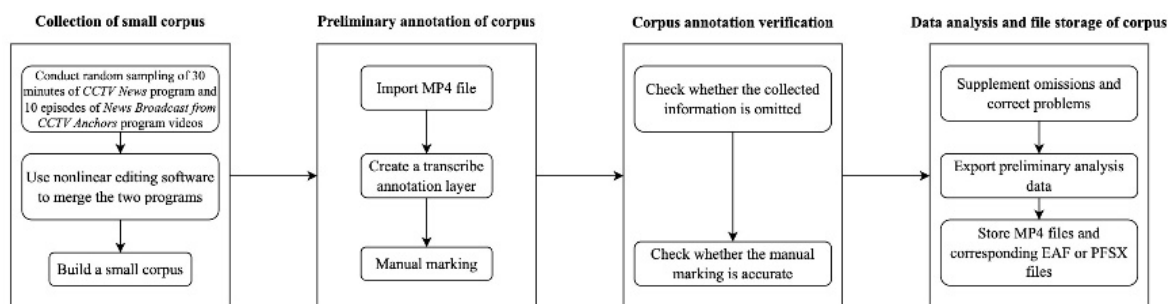 Collection of small corpus
Conduct random sampling of 30
minutes of CCTV News program and
10 episodes of News Broadcast from
CCTV Anchors program videos
Use nonlinear editing software
to merge the two programs
Build a small corpus
Preliminary annotation of corpus
Import MP4 file
Create a transcribe
annotation layer
Manual marking
Corpus annotation verification
Check whether the collected
information is omitted
Check whether the manual
marking is accurate
Data analysis and file storage of corpus
Supplement omissions and
correct problems
Export preliminary analysis
data
Store MP4 files and
corresponding EAF or PFSX
files